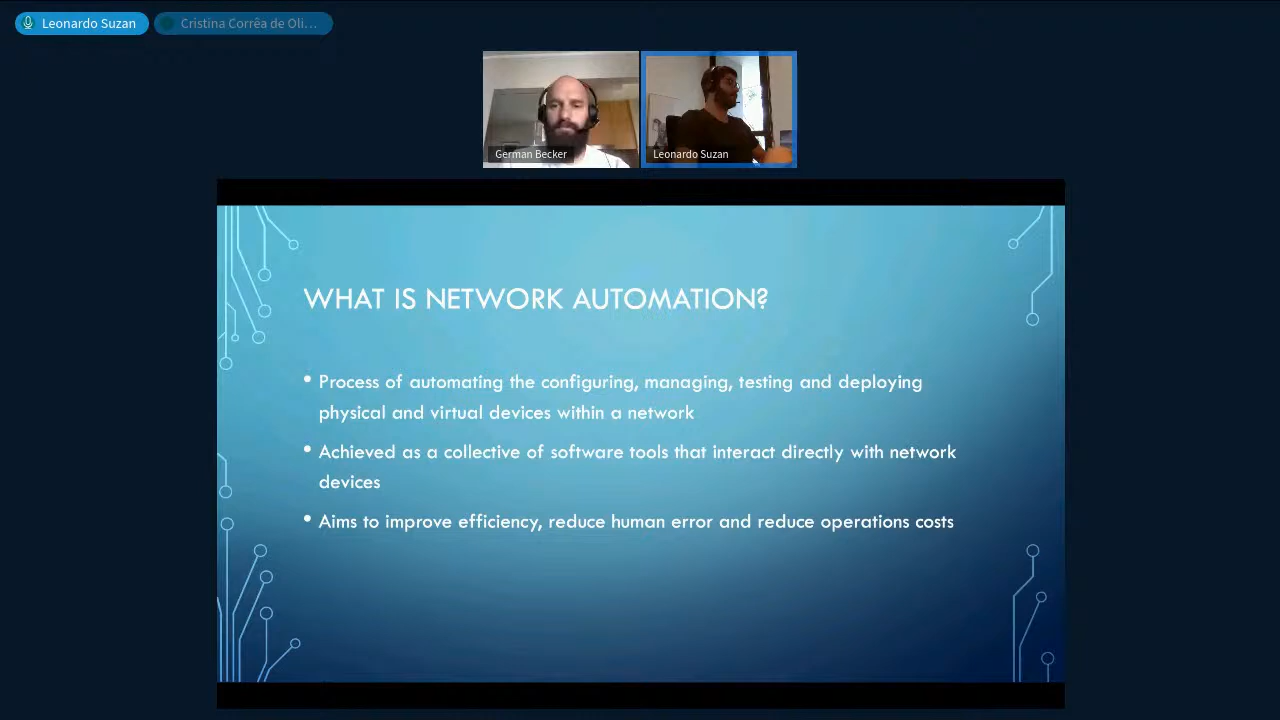 Leonardo Suzan
Cristina Corrêa de Oli...
German Becker
Leonardo Suzan
WHAT IS NETWORK AUTOMATION?
• Process of automating the configuring, managing, testing and deploying
physical and virtual devices within a network
• Achieved as a collective of software tools that interact directly with network
devices
• Aims to improve efficiency, reduce human error and reduce operations costs